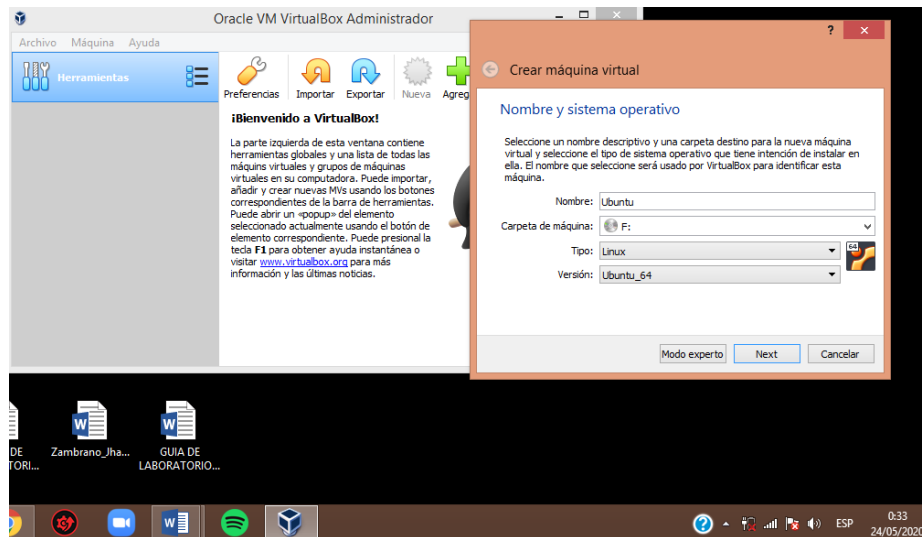 Oracle VM VirtualBox Administrador
Archivo Máquina Ayuda
Herramientas
Preferencias Importar Exportar Nueva Agreg
¡Bienvenido a VirtualBox!
La parte izquierda de esta ventana contiene
herramientas globales y una lista de todas las
máquins virtuales y grupos de máquinas
virtuales en su computadora. Puede importar,
añadir y crear nuevas MVs usando los botones
correspondientes de la barra de herramientas.
Puede abrir un «popup» del elemento
seleccionado actualmente usando el botón de
elemento correspondiente. Puede presional la
tecla F1 para obtener ayuda instantánea o
visitar www.virtualbox.org para más
información y las últimas noticias.
?
Crear máquina virtual
Nombre y sistema operativo
Seleccione un nombre descriptivo y una carpeta destino para la nueva máquina
virtual y seleccione el tipo de sistema operativo que tiene intención de instalar en
ella. El nombre que seleccione será usado por VirtualBox para identificar esta
máquina.
Nombre: Ubuntu
Carpeta de máquina: F:
Tipo: Linux
64
Versión: Ubuntu_64
Modo experto Next Cancelar
DE
TORI...
Zambrano_Jha...
GUIA DE
LABORATORIO...
ESP
0:33
24/05/2020